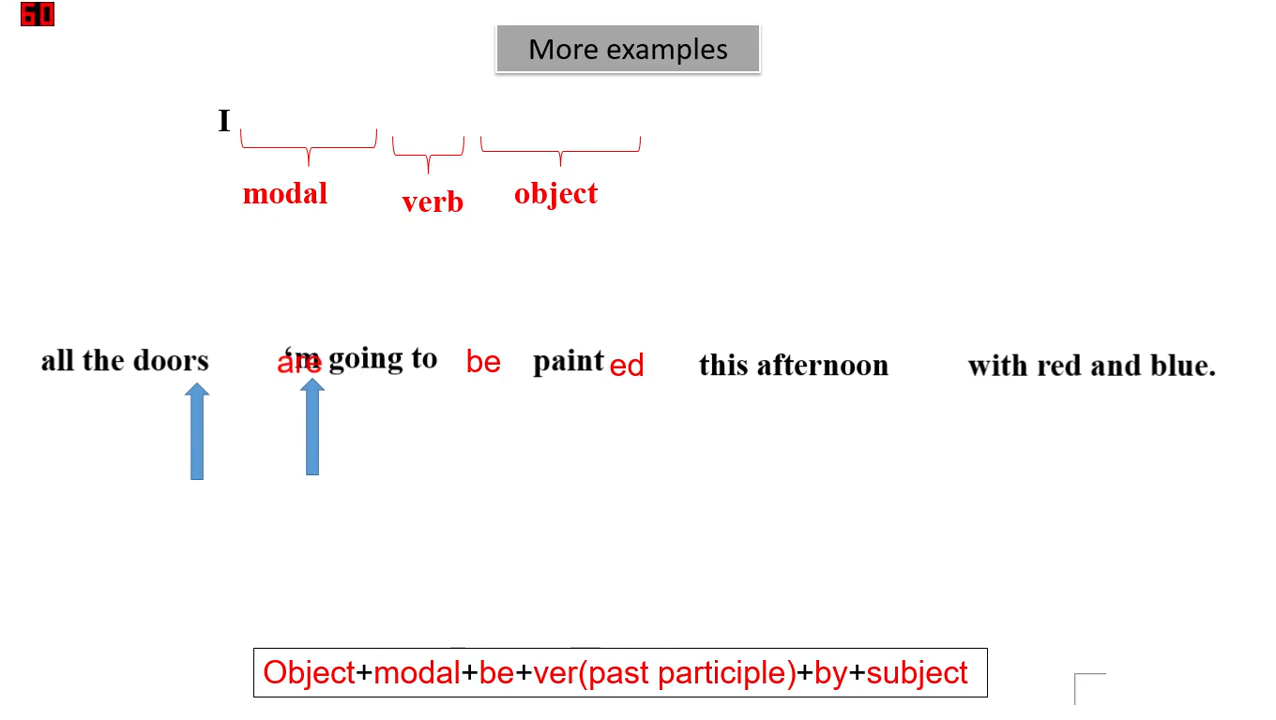 60
More examples
I
modal verb object
all the doors ‘m are going to be paint ed this afternoon with red and blue.
Object+modal+be+ver(past participle)+by+subject